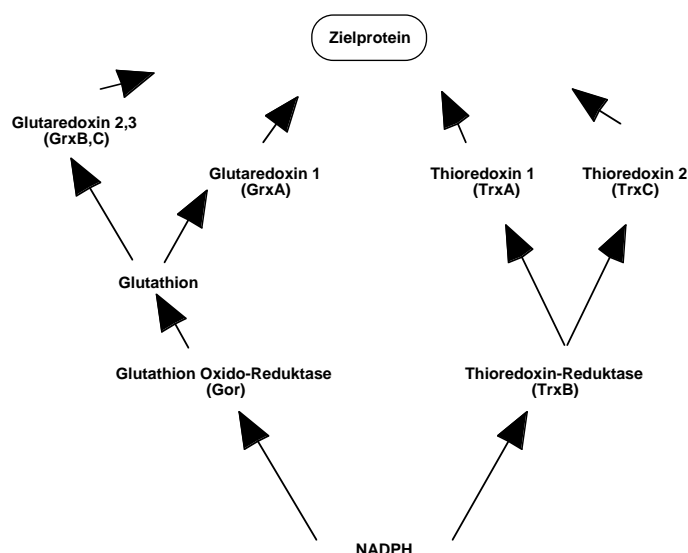 Zielprotein
Glutaredoxin 2,3
(GrxB,C)
Glutaredoxin 1
(GrxA)
Thioredoxin 1
(TrxA)
Thioredoxin 2
(TrxC)
Glutathion
Glutathion Oxido-Reduktase
(Gor)
Thioredoxin-Reduktase
(TrxB)
NADPH